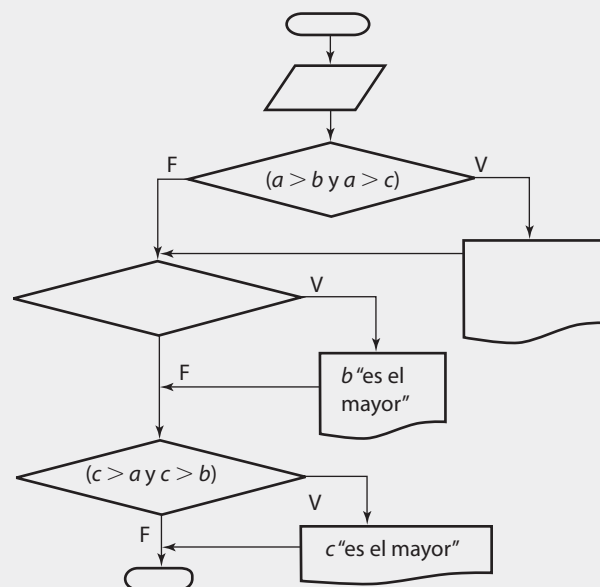 F
V
(a > b y a > c)
V
F
b “es el
mayor”
(c > a y c > b)
V
F
c “es el mayor”